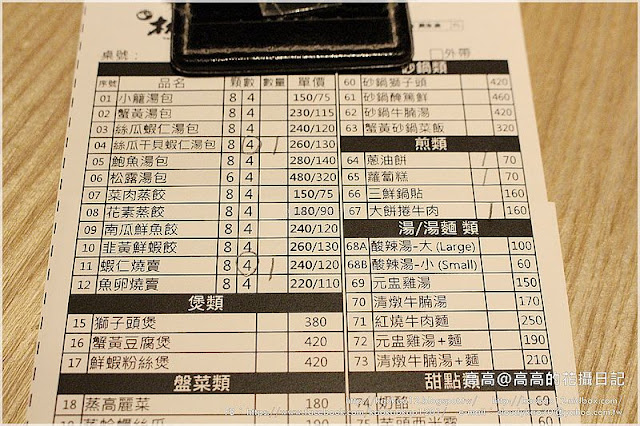 桌號:
□外帶
序號 品名 顆數 數量 單價
01 小籠湯包 8 4 150/75
02 蟹黃湯包 8 4 230/115
03 絲瓜蝦仁湯包 8 4 240/120
04 絲瓜干貝蝦仁湯包 8 4 1 260/130
05 鮑魚湯包 8 4 280/140
06 松露湯包 6 4 480/320
07 菜肉蒸餃 8 4 150/75
08 花素蒸餃 8 4 180/90
09 南瓜鮮魚餃 8 4 240/120
10 韭黃鮮蝦餃 8 4 260/130
11 蝦仁燒賣 8 4 1 240/120
12 魚卵燒賣 8 4 220/110
煲類
15 獅子頭煲 380
16 蟹黃豆腐煲 420
17 鮮蝦粉絲煲 420
盤菜類
18 蒸高麗菜 180
180
砂鍋類
60 砂鍋獅子頭 420
61 砂鍋醃篤鮮 460
62 砂鍋牛腩湯 420
63 蟹黃砂鍋菜飯 320
煎類
64 蔥油餅 1 70
65 蘿蔔糕 1 70
66 三鮮鍋貼 160
67 大餅捲牛肉 1 160
湯/湯麵 類
68A 酸辣湯-大 (Large) 100
68B 酸辣湯-小 (Small) 60
69 元盅雞湯 150
70 清燉牛腩湯 170
71 紅燒牛肉麵 250
72 元盅雞湯+麵 190
73 清燉牛腩湯+麵 210
甜點類
高@高高的花攝日記